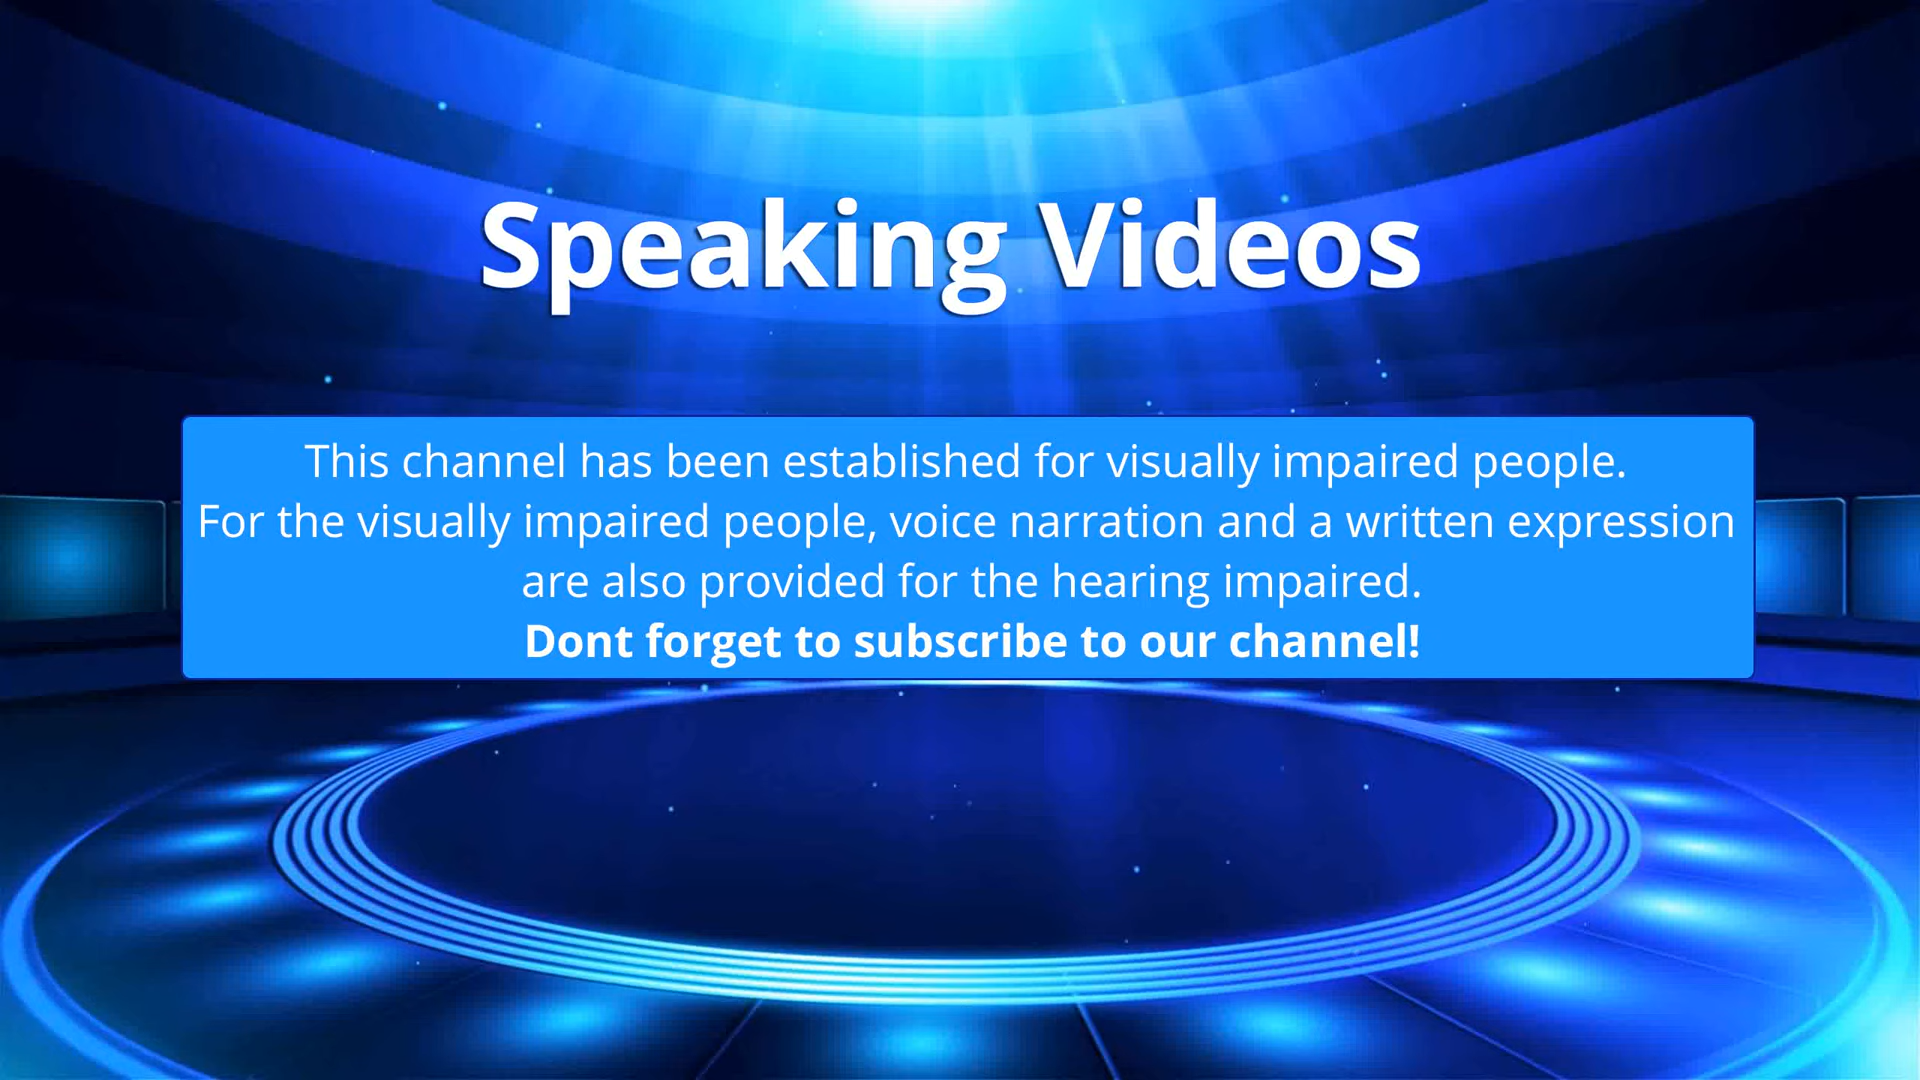 Speaking Videos
This channel has been established for visually impaired people.
For the visually impaired people, voice narration and a written expression
are also provided for the hearing impaired.
Dont forget to subscribe to our channel!